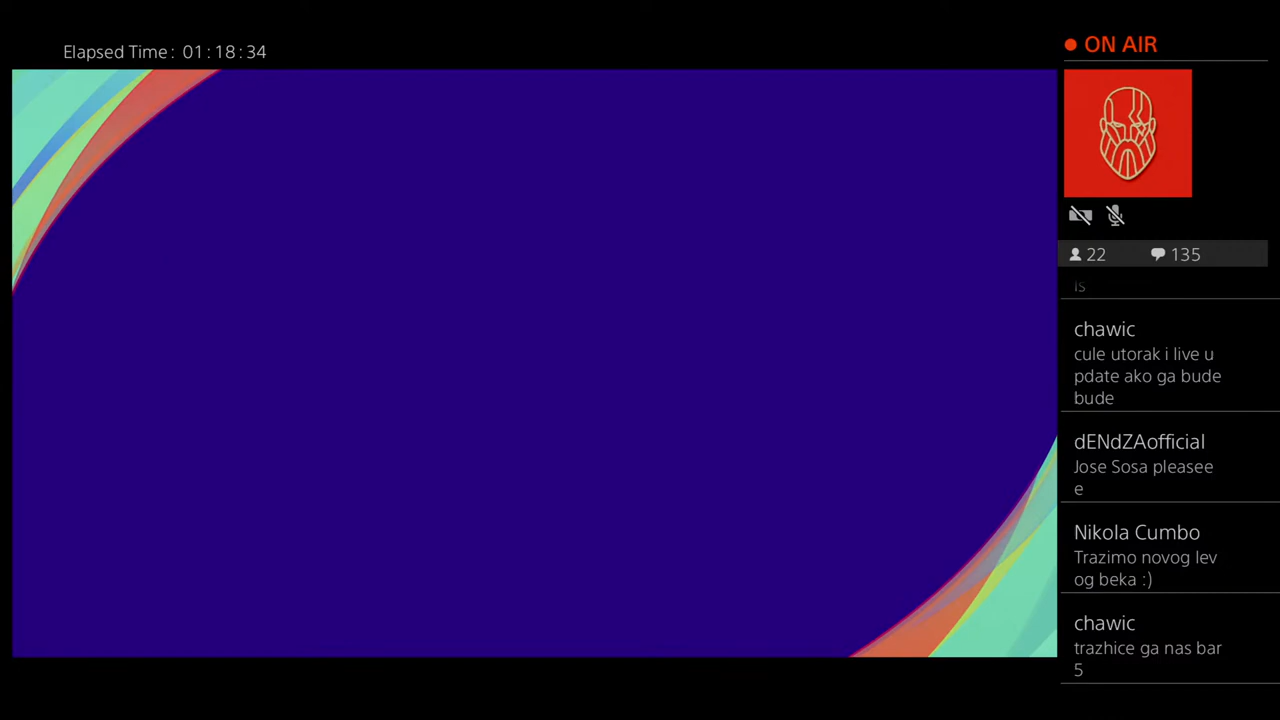 Elapsed Time: 01:18:34
ON AIR
22 135
is
chawic
cule utorak i live u
pdate ako ga bude
bude
dENdZAofficial
Jose Sosa pleasee
e
Nikola Cumbo
Trazimo novog lev
og beka :)
chawic
trazhice ga nas bar
5